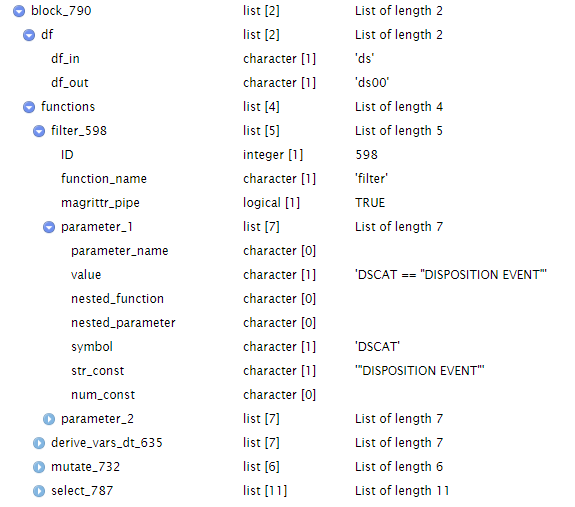 block_790 list [2] List of length 2
df list [2] List of length 2
df_in character [1] 'ds'
df_out character [1] 'ds00'
functions list [4] List of length 4
filter_598 list [5] List of length 5
ID integer [1] 598
function_name character [1] 'filter'
magrittr_pipe logical [1] TRUE
parameter_1 list [7] List of length 7
parameter_name character [0]
value character [1] 'DSCAT == "DISPOSITION EVENT"'
nested_function character [0]
nested_parameter character [0]
symbol character [1] 'DSCAT'
str_const character [1] '"DISPOSITION EVENT"'
num_const character [0]
parameter_2 list [7] List of length 7
derive_vars_dt_635 list [7] List of length 7
mutate_732 list [6] List of length 6
select_787 list [11] List of length 11